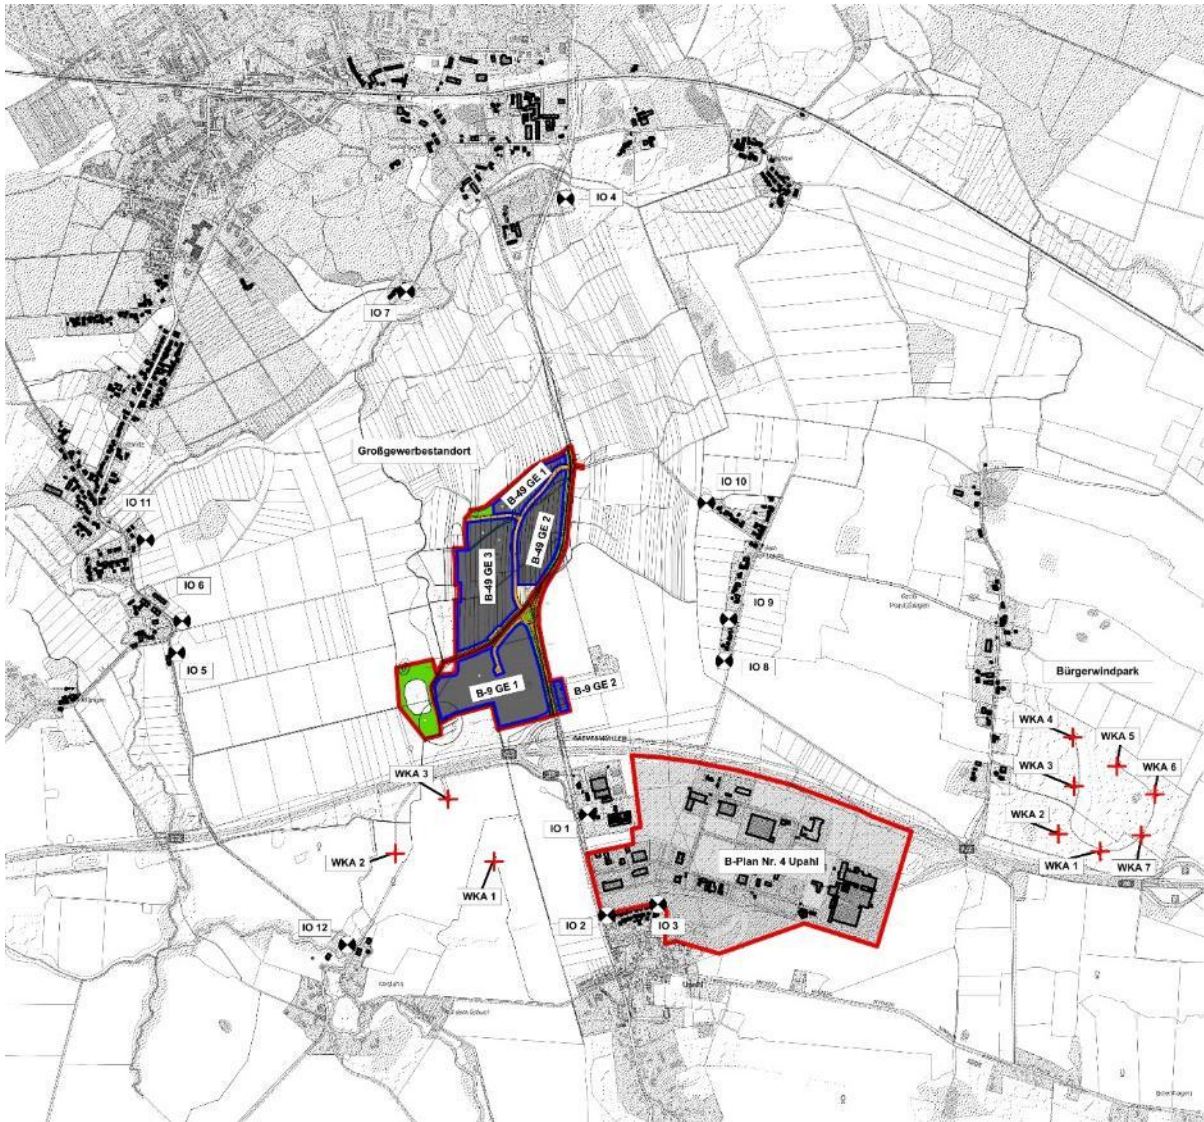 IO 4
IO 7
Großgewerbestandort
B-49 GE 1
IO 10
B-49 GE 2
IO 11
B-49 GE 3
IO 6
IO 9
IO 5
IO 8
Bürgerwindpark
B-9 GE 1
B-9 GE 2
WKA 4
WKA 5
WKA 3
WKA 6
WKA 3
IO 1
WKA 2
WKA 2
B-Plan Nr. 4 Upahl
WKA 1
WKA 7
WKA 1
IO 2
IO 3
IO 12
Upahl